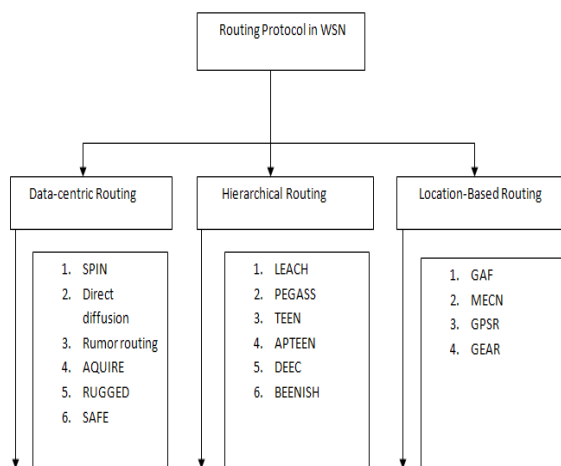 Routing Protocol in WSN
Data-centric Routing
Hierarchical Routing
Location-Based Routing
1. SPIN
2. Direct
diffusion
3. Rumor routing
4. AQUIRE
5. RUGGED
6. SAFE
1. LEACH
2. PEGASS
3. TEEN
4. APTEEN
5. DEEC
6. BEENISH
1. GAF
2. MECN
3. GPSR
4. GEAR